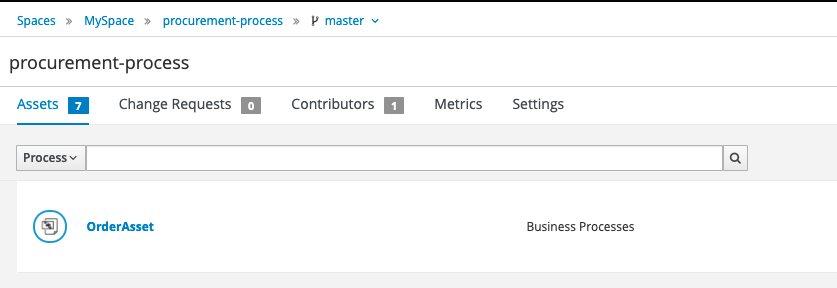 Spaces » MySpace » procurement-process » master
procurement-process
Assets 7 Change Requests 0 Contributors 1 Metrics Settings
Process
OrderAsset Business Processes